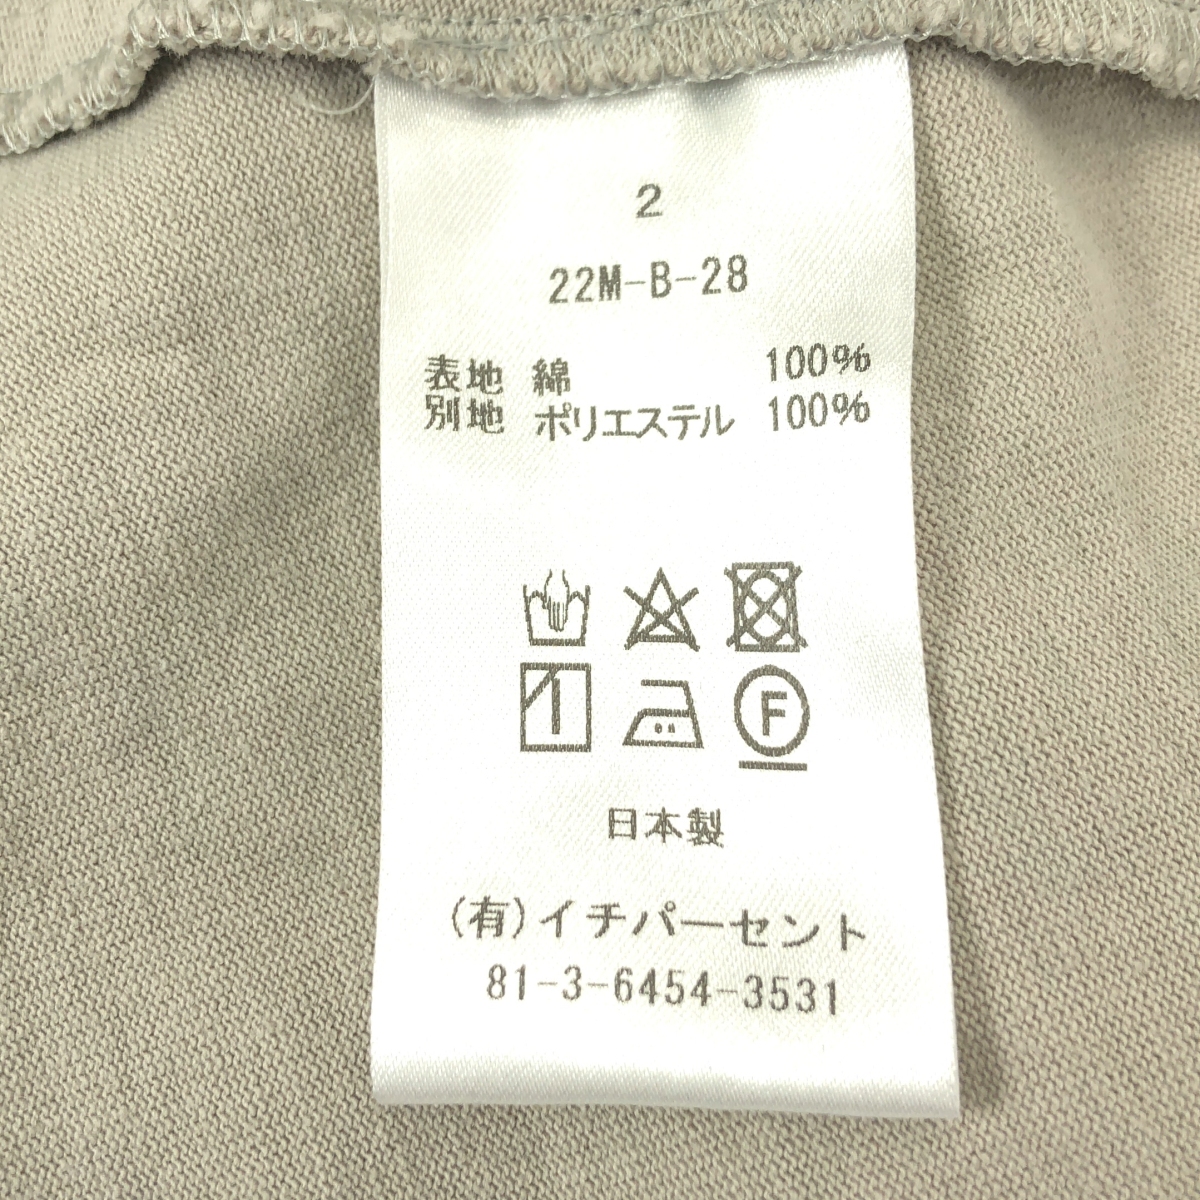 2
22M-B-28
表地 綿 100%
別地 ポリエステル 100%
F
日本製
(有)イチパーセント
81-3-6454-3531